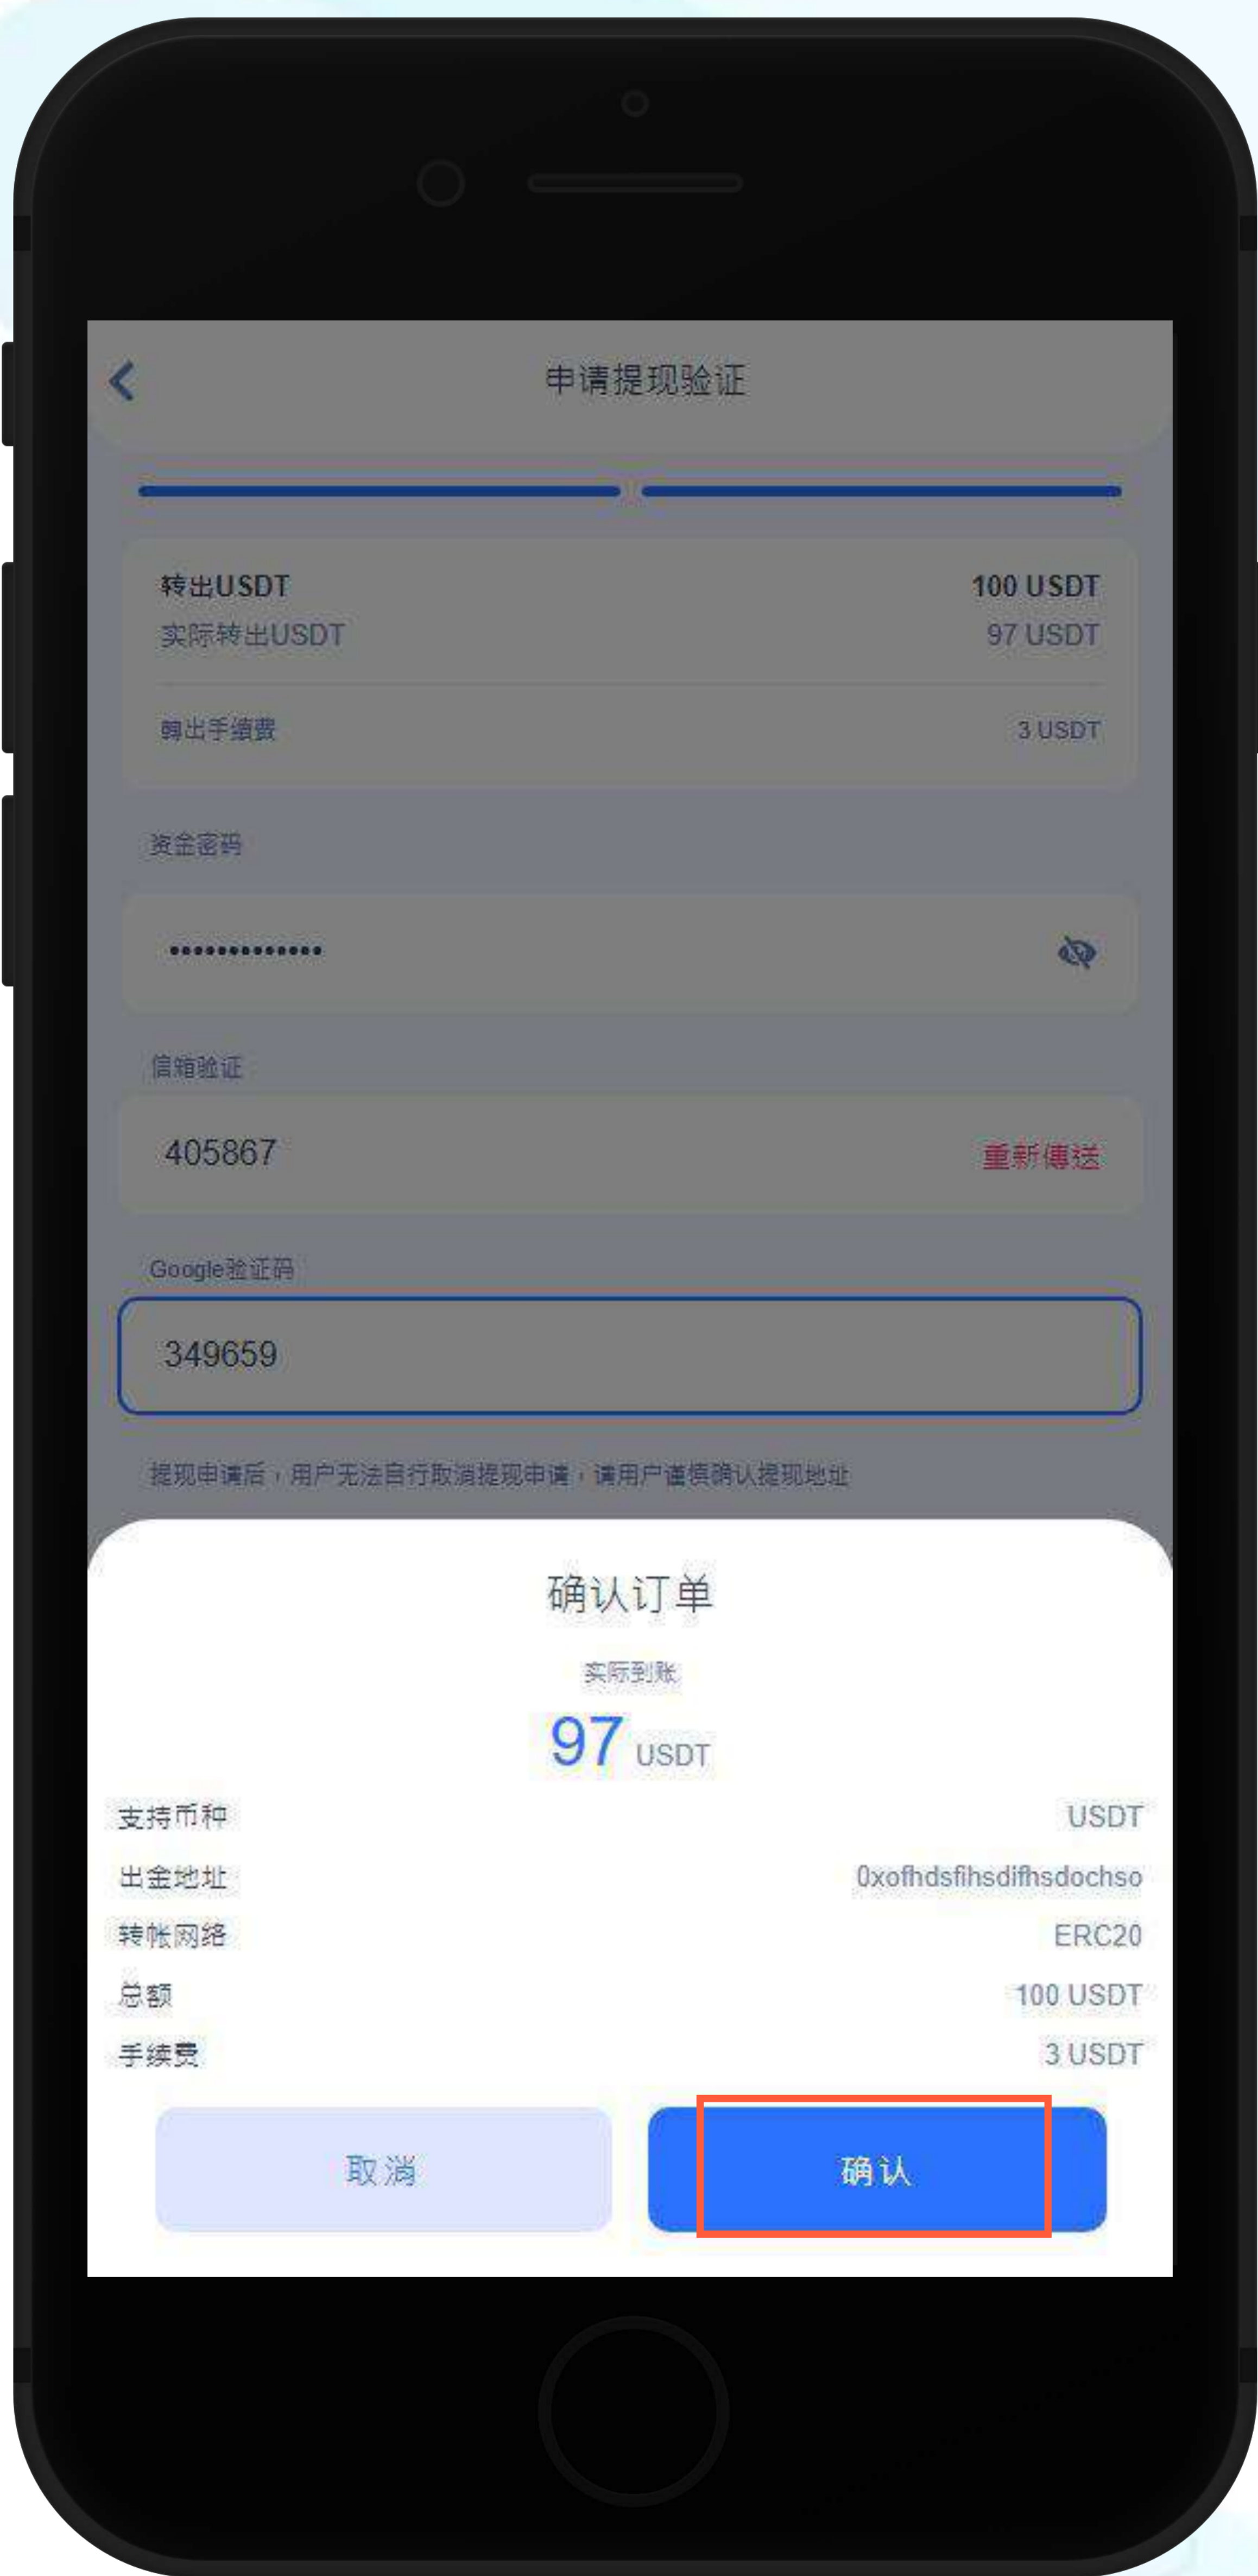 申请提现验证
转出USDT 100 USDT
实际转出USDT 97 USDT
轉出手續費 3 USDT
资金密码
•••••••••••••
信箱验证
405867 重新傳送
Google验证码
349659
提现申请后，用户无法自行取消提现申请，请用户谨慎确认提现地址
确认订单
实际到账
97 USDT
支持币种 USDT
出金地址 0xofhdsfihsdifhsdochso
转帐网络 ERC20
总额 100 USDT
手续费 3 USDT
取消 确认